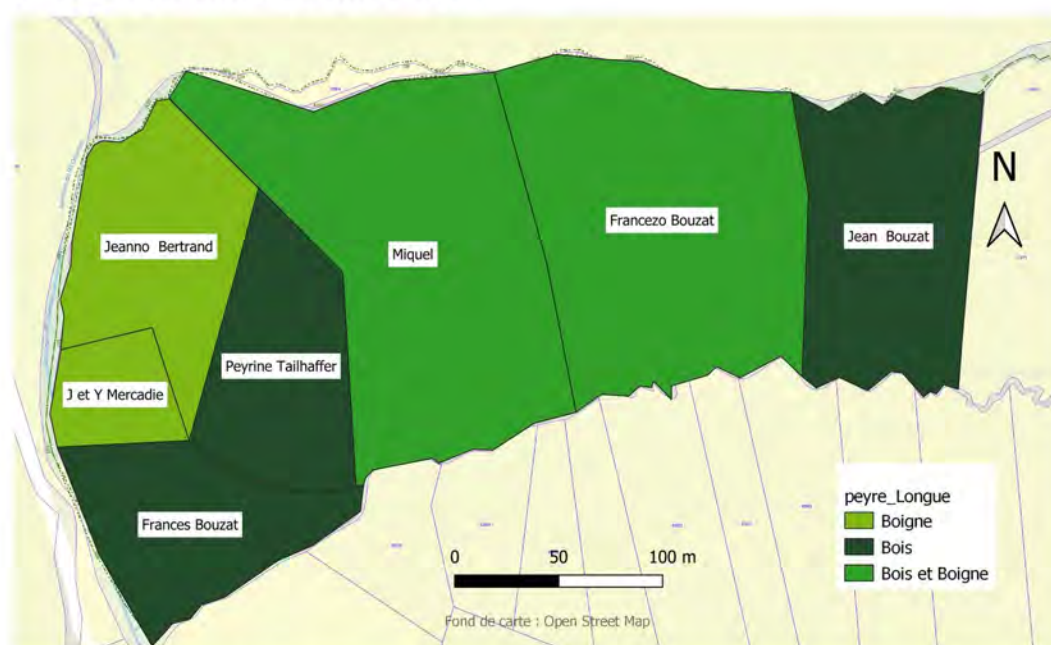 N
Jeanno Bertrand
Francezo Bouzat
Jean Bouzat
Miquel
Peyrine Tailhaffer
J et Y Mercadie
Frances Bouzat
peyre_Longue
Boigne
Bois
Bois et Boigne
0 50 100 m
Fond de carte : Open Street Map